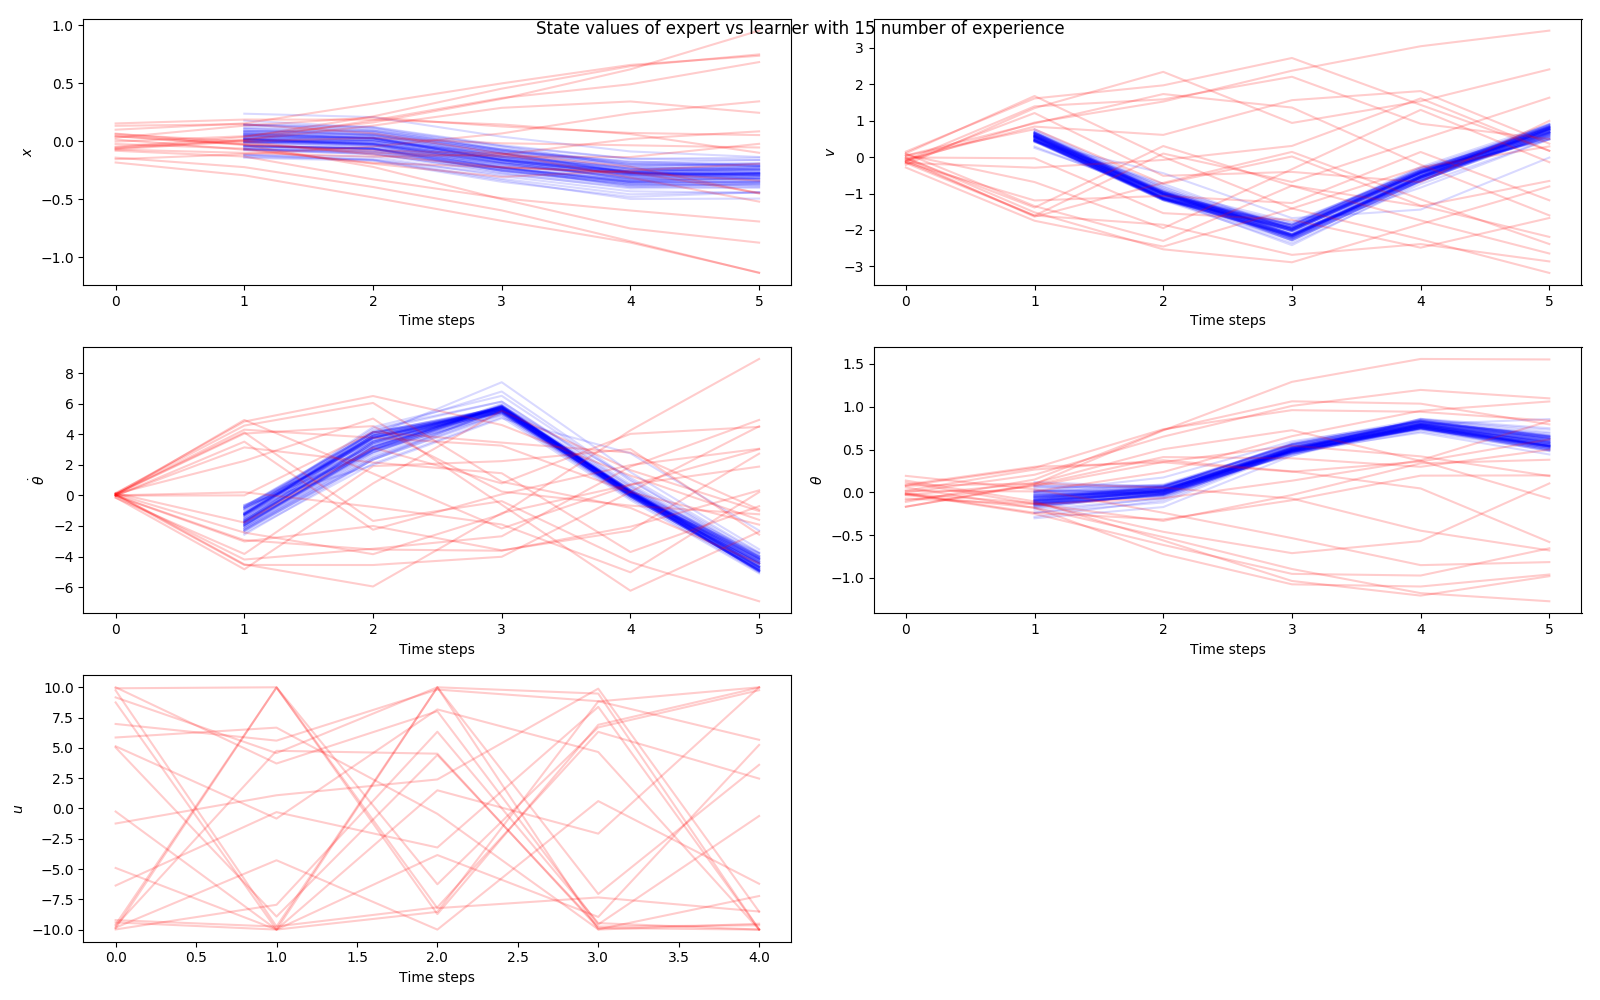 State values of expert vs learner with 15 number of experience
1.0
0.5
0.0
−0.5
−1.0
x
0 1 2 3 4 5
Time steps
3
2
1
0
−1
−2
−3
v
0 1 2 3 4 5
Time steps
8
6
4
2
0
−2
−4
−6
θ̇
0 1 2 3 4 5
Time steps
1.5
1.0
0.5
0.0
−0.5
−1.0
θ
0 1 2 3 4 5
Time steps
10.0
7.5
5.0
2.5
0.0
−2.5
−5.0
−7.5
−10.0
u
0.0 0.5 1.0 1.5 2.0 2.5 3.0 3.5 4.0
Time steps